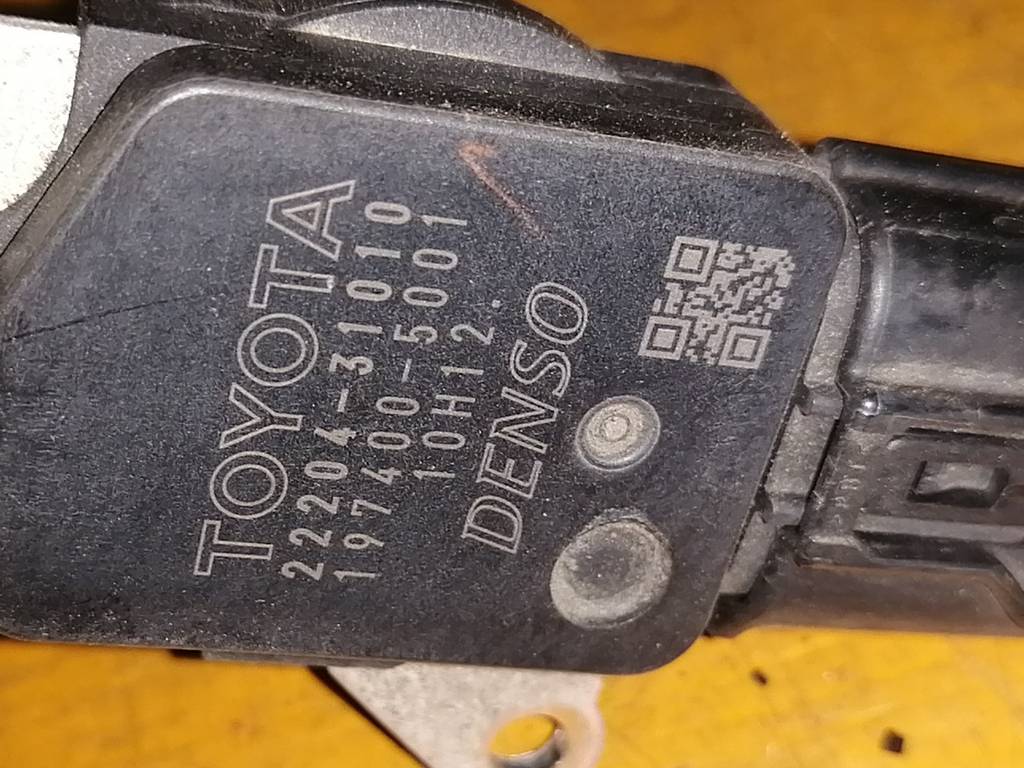 TOYOTA
22204-31010
197400-5001
10H12.
DENSO